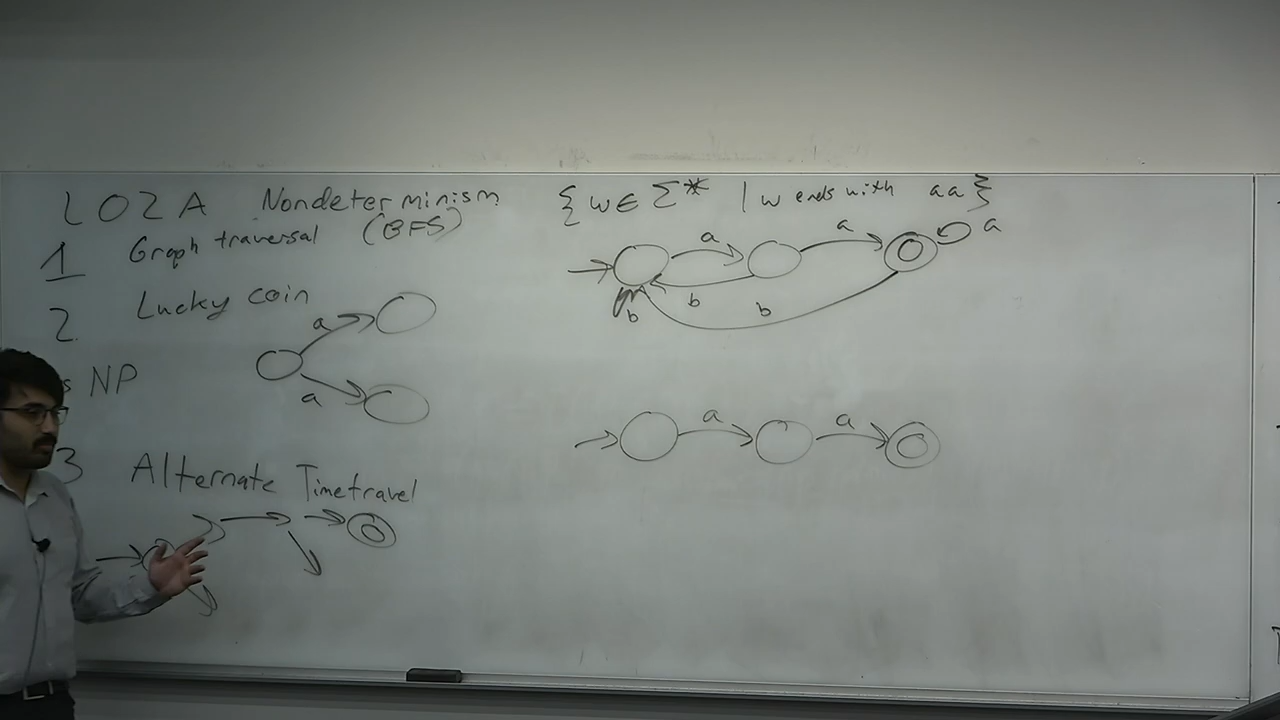 L02A Nondeterminism
1 Graph traversal (BFS)
2. Lucky coin
a
a
NP
3 Alternate Timetravel
{w ∈ Σ* | w ends with aa}
a a a
b b b
a a